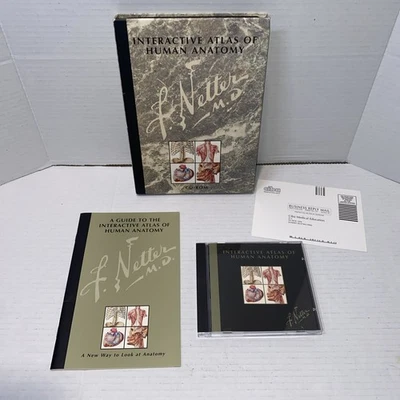 INTERACTIVE ATLAS OF
HUMAN ANATOMY
F. Netter
M.D.
CD-ROM
BUSINESS REPLY MAIL
A GUIDE TO THE
INTERACTIVE ATLAS OF
HUMAN ANATOMY
F. Netter
M.D.
A New Way to Look at Anatomy
INTERACTIVE ATLAS OF
HUMAN ANATOMY
F. Netter